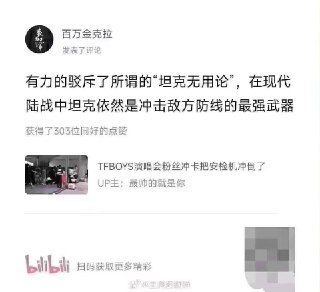 百万金克拉
发表了评论
有力的驳斥了所谓的“坦克无用论”，在现代
陆战中坦克依然是冲击敌方防线的最强武器
获得了303位同好的点赞
TFBOYS演唱会粉丝冲卡把安检机冲倒了
UP主：最帅的就是你
bilibili
扫码获取更多精彩